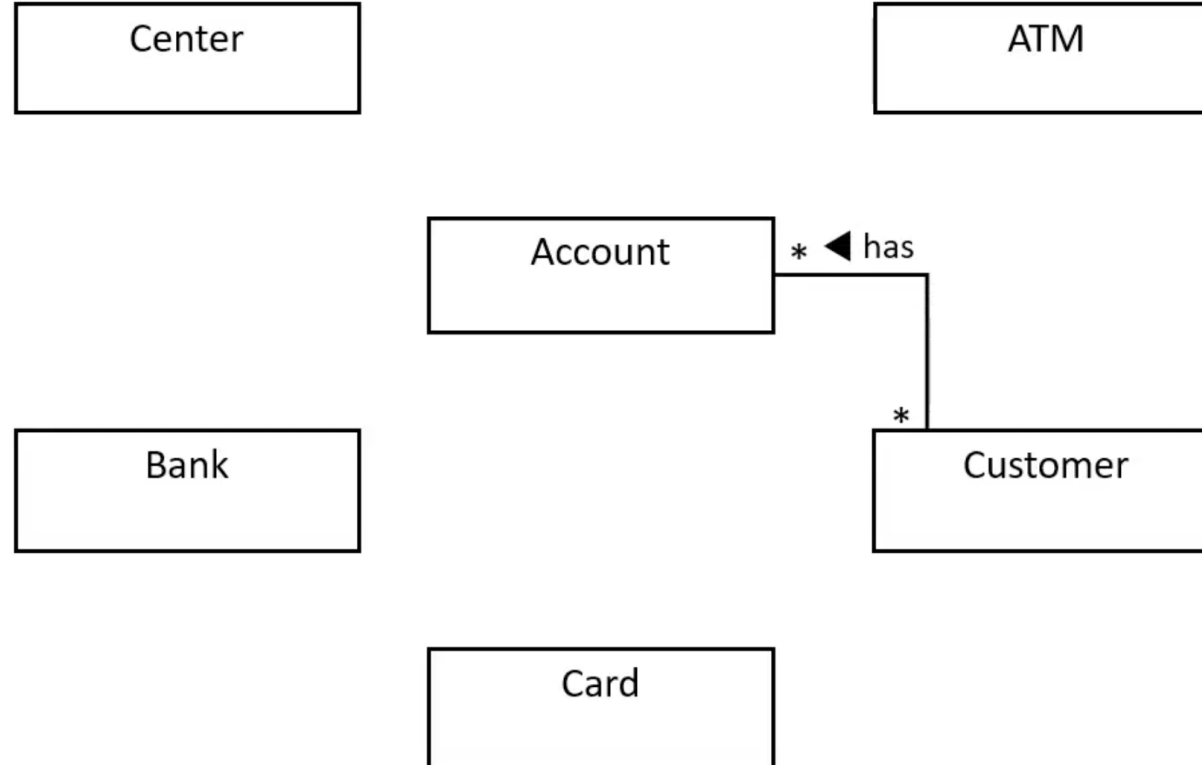 Center
ATM
Account
* ◀ has
*
Bank
Customer
Card